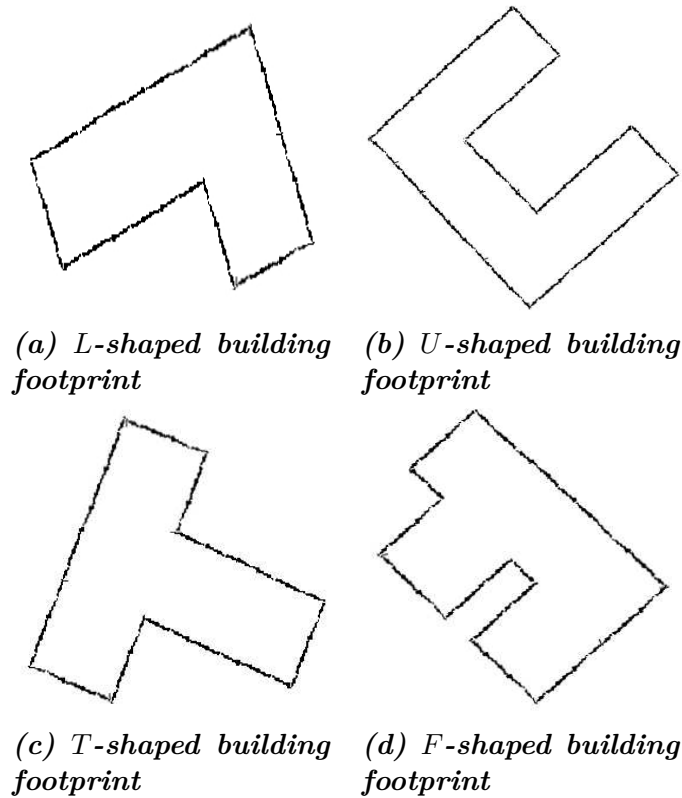 (a) L-shaped building
footprint
(b) U-shaped building
footprint
(c) T-shaped building
footprint
(d) F-shaped building
footprint